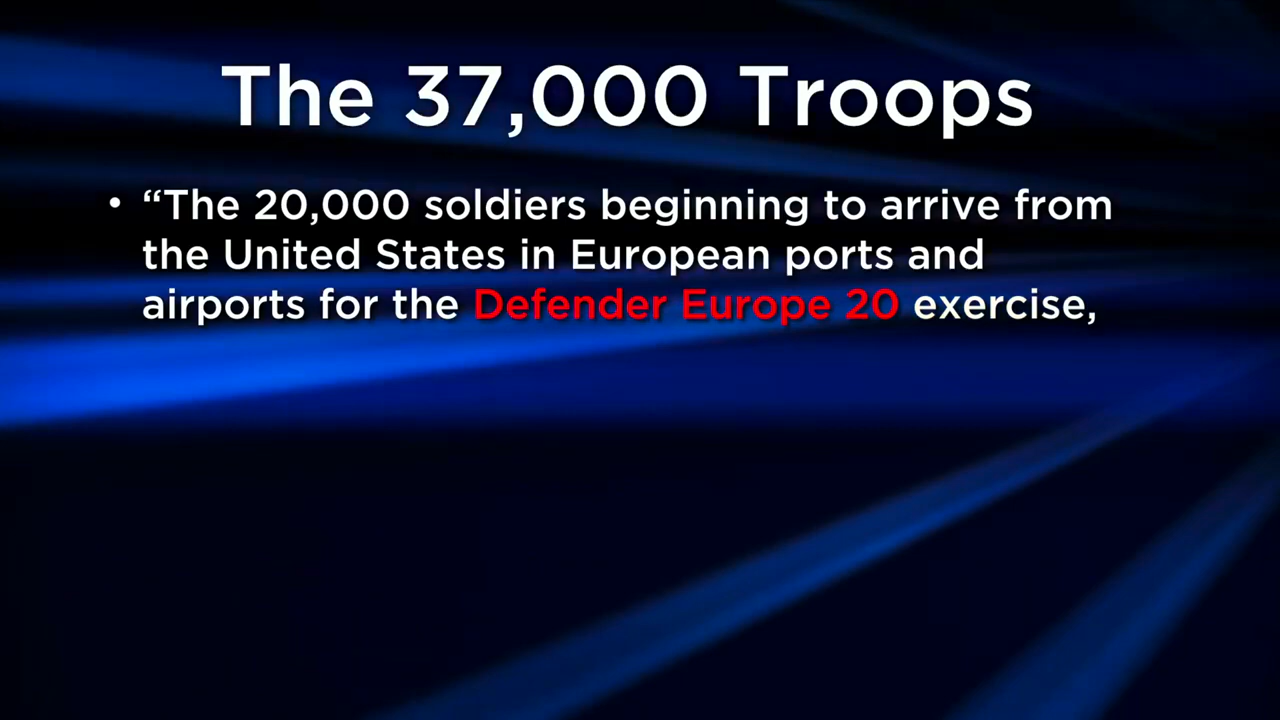 The 37,000 Troops
• “The 20,000 soldiers beginning to arrive from
the United States in European ports and
airports for the Defender Europe 20 exercise,